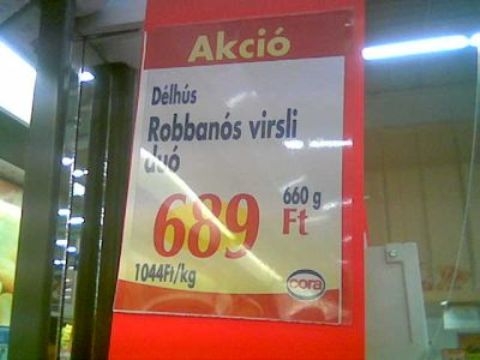 Akció
Délhús
Robbanós virsli
duó
660 g
689 Ft
1044Ft/kg
cora